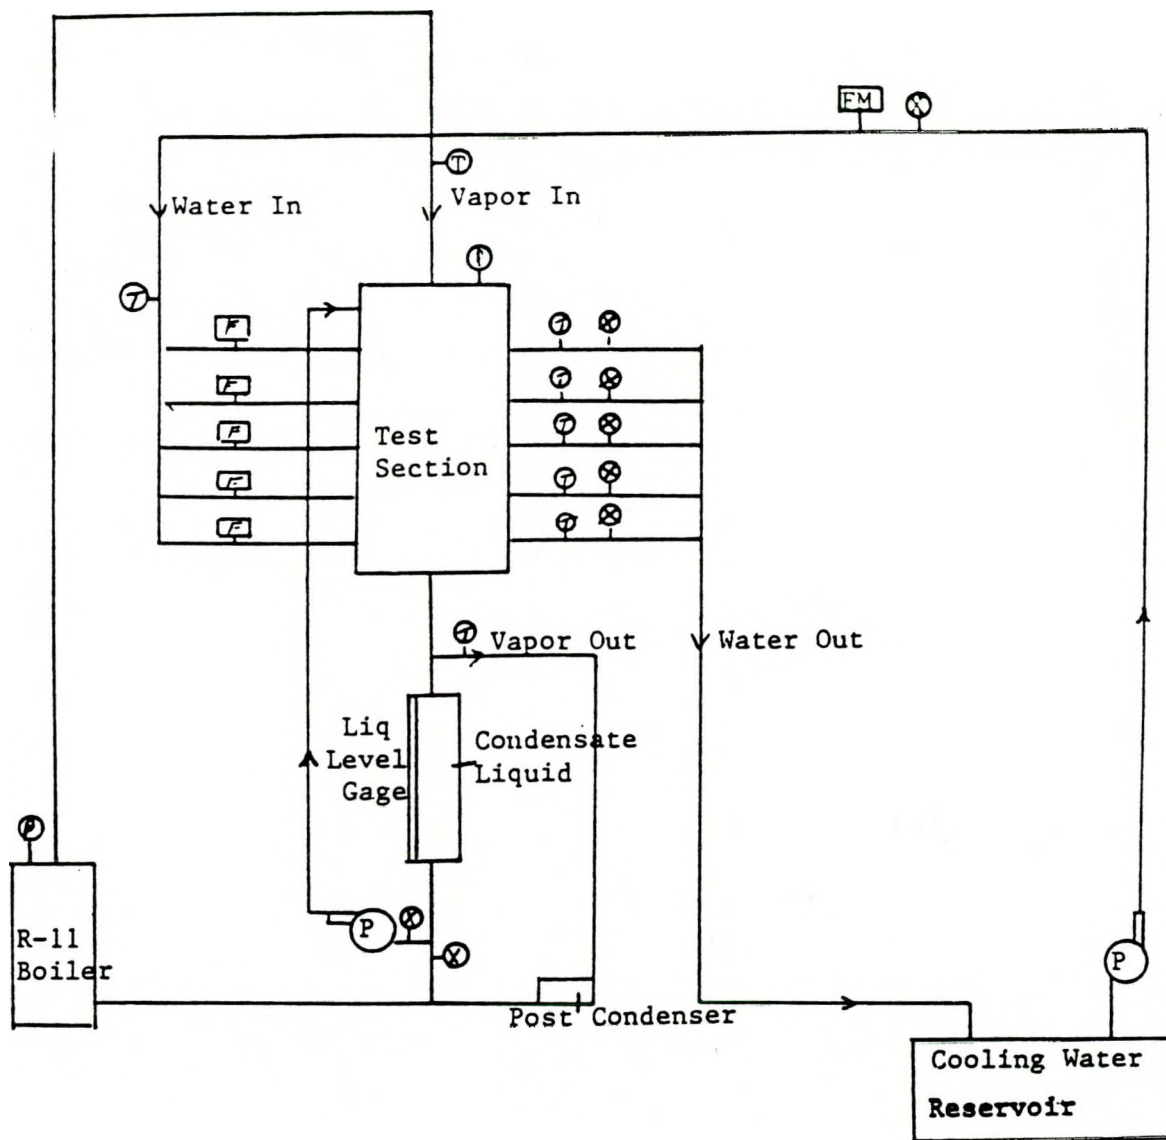 FM
X
T
Water In
Vapor In
T
T
F
T
X
F
T
X
F
T
X
Test
Section
F
T
X
F
T
X
T
Vapor Out
Water Out
Liq
Level
Gage
Condensate
Liquid
P
X
P
X
R-11
Boiler
P
Post Condenser
Cooling Water
Reservoir